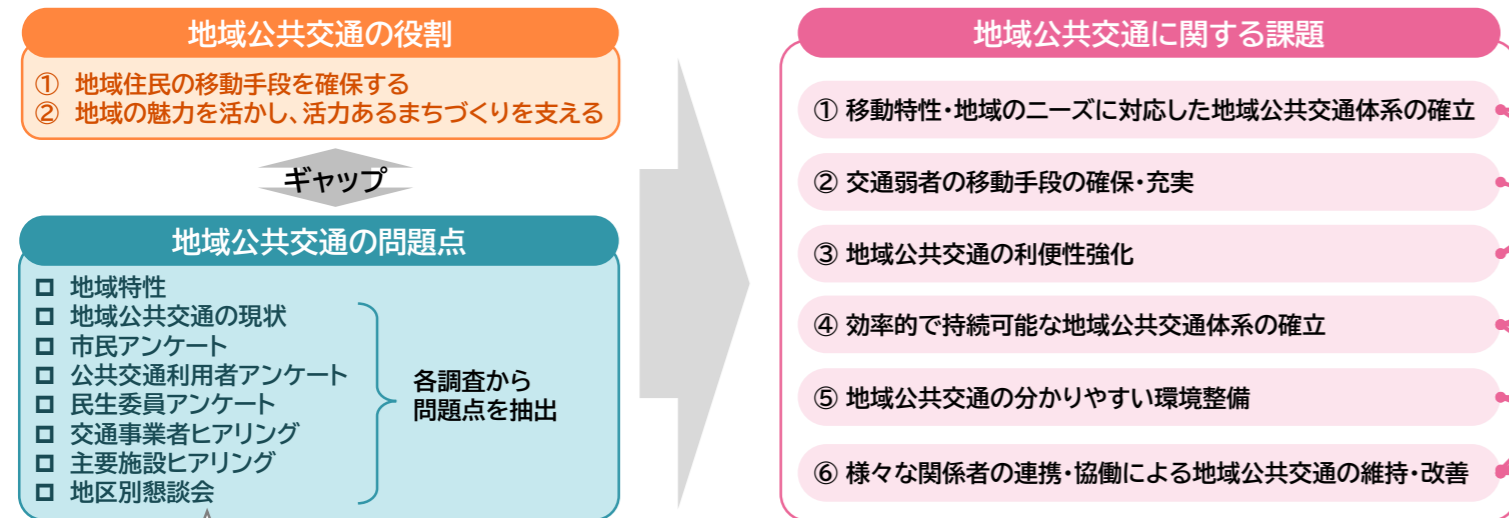 地域公共交通の役割
① 地域住民の移動手段を確保する
② 地域の魅力を活かし、活力あるまちづくりを支える
ギャップ
地域公共交通の問題点
地域特性
地域公共交通の現状
市民アンケート
公共交通利用者アンケート
民生委員アンケート
交通事業者ヒアリング
主要施設ヒアリング
地区別懇談会
各調査から
問題点を抽出
地域公共交通に関する課題
① 移動特性・地域のニーズに対応した地域公共交通体系の確立
② 交通弱者の移動手段の確保・充実
③ 地域公共交通の利便性強化
④ 効率的で持続可能な地域公共交通体系の確立
⑤ 地域公共交通の分かりやすい環境整備
⑥ 様々な関係者の連携・協働による地域公共交通の維持・改善